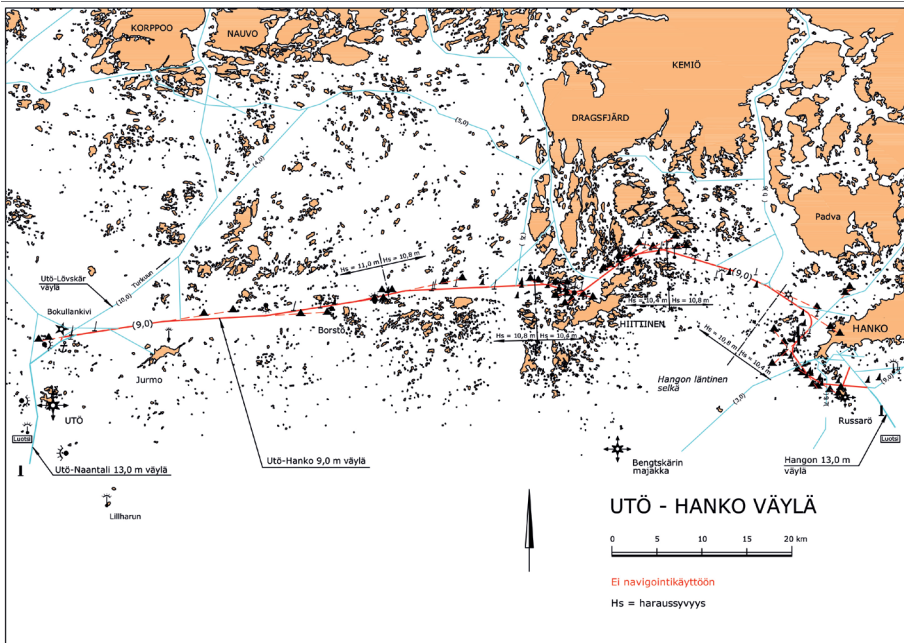 KORPPOO
NAUVO
KEMIÖ
DRAGSFJÄRD
(5,0)
(4,0)
Padva
Hs = 11,0 m Hs = 10,8 m
Utö-Lövskär
väylä
Turkuun
(10,0)
(9,0)
Bokullankivi
(9,0)
Borstö
HIITTINEN
Hs = 10,4 m Hs = 10,8 m
HANKO
Hs = 10,8 m Hs = 10,4 m
Hs = 10,8 m Hs = 10,4 m
Jurmo
Hangon läntinen
selkä
(9,0)
(3,0)
UTÖ
Russarö
Luotsi
Luotsi
Utö-Naantali 13,0 m väylä
Utö-Hanko 9,0 m väylä
Bengtskärin
majakka
Hangon 13,0 m
väylä
Lillharun
UTÖ - HANKO VÄYLÄ
0 5 10 15 20 km
Ei navigointikäyttöön
Hs = haraussyvyys